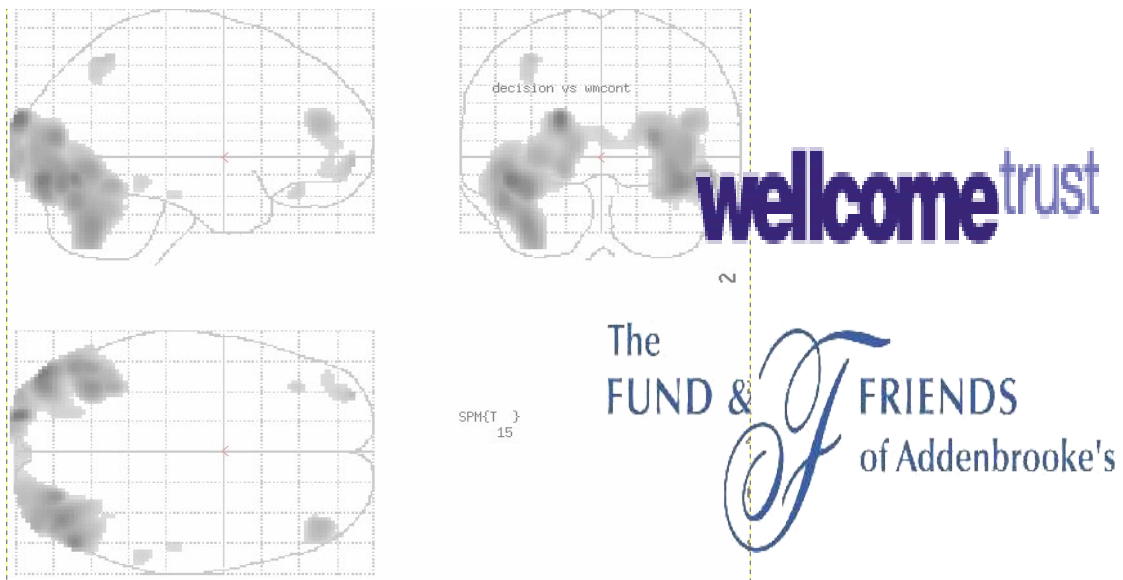 decision vs wmcont
wellcome trust
2
The
FUND & FRIENDS
of Addenbrooke's
SPM{T }
15